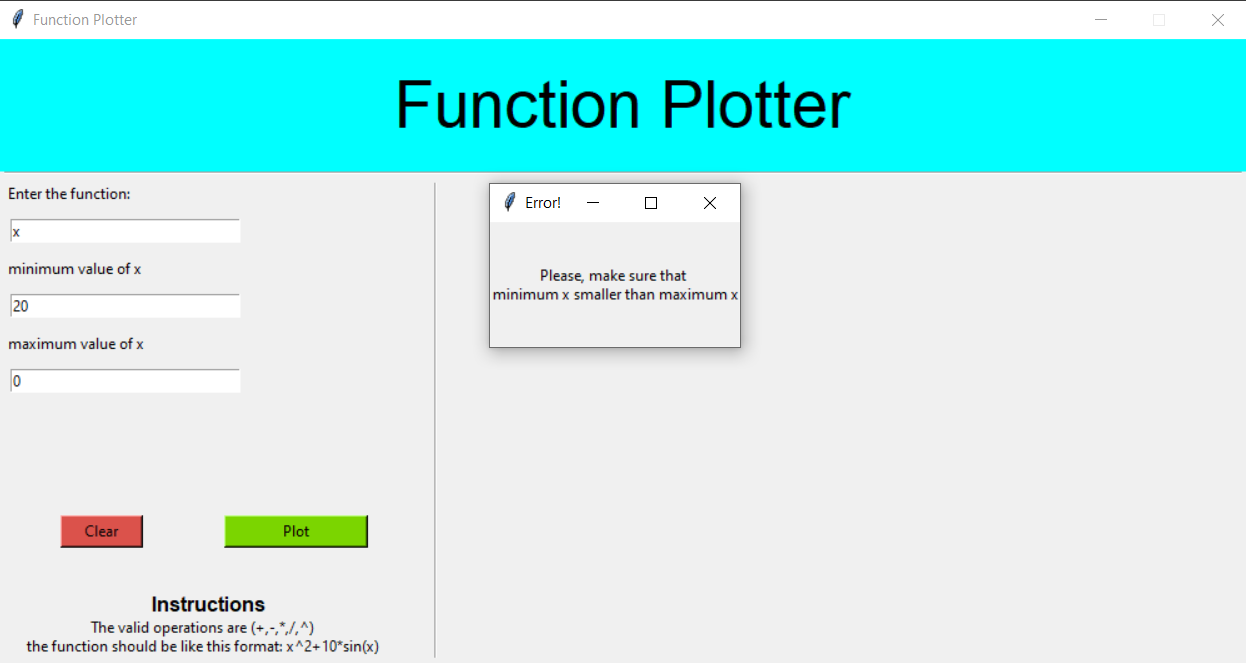 Function Plotter
Function Plotter
Enter the function:
x
minimum value of x
20
maximum value of x
0
Clear
Plot
Instructions
The valid operations are (+,-,*,/,^)
the function should be like this format: x^2+10*sin(x)
Error!
Please, make sure that
minimum x smaller than maximum x